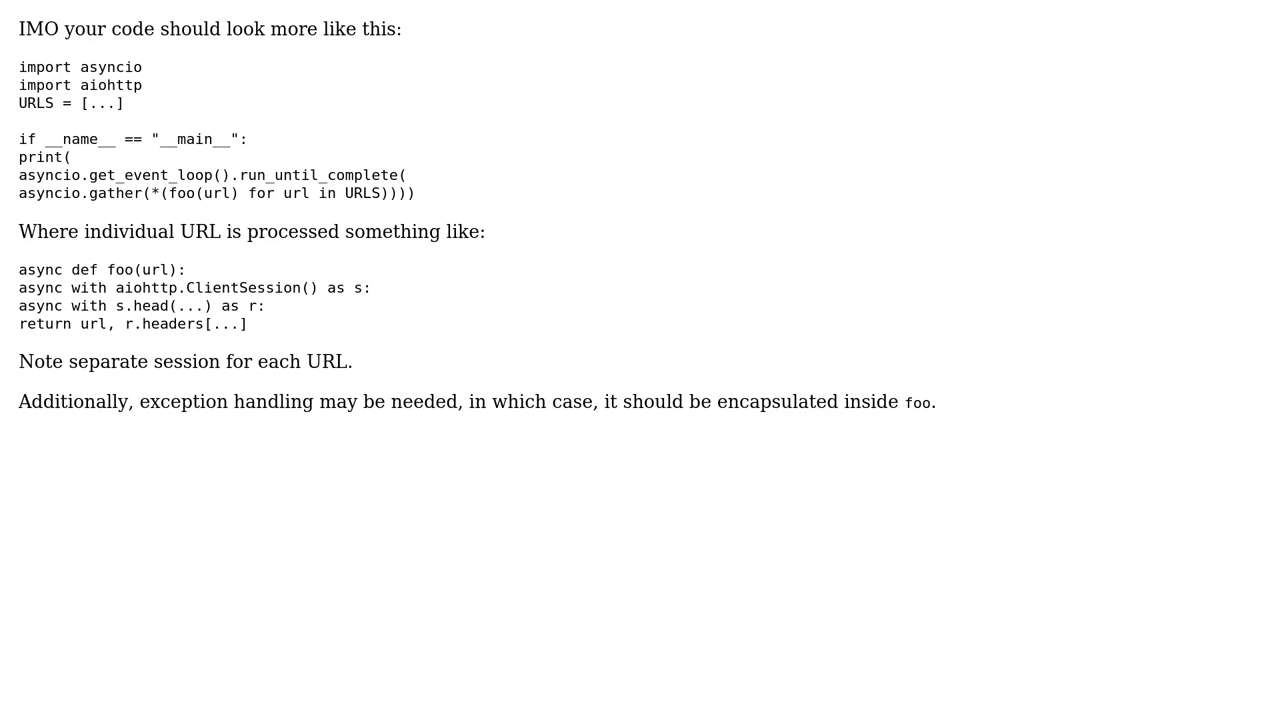 IMO your code should look more like this:
import asyncio
import aiohttp
URLS = [...]
if __name__ == "__main__":
print(
asyncio.get_event_loop().run_until_complete(
asyncio.gather(*(foo(url) for url in URLS))))
Where individual URL is processed something like:
async def foo(url):
async with aiohttp.ClientSession() as s:
async with s.head(...) as r:
return url, r.headers[...]
Note separate session for each URL.
Additionally, exception handling may be needed, in which case, it should be encapsulated inside foo.